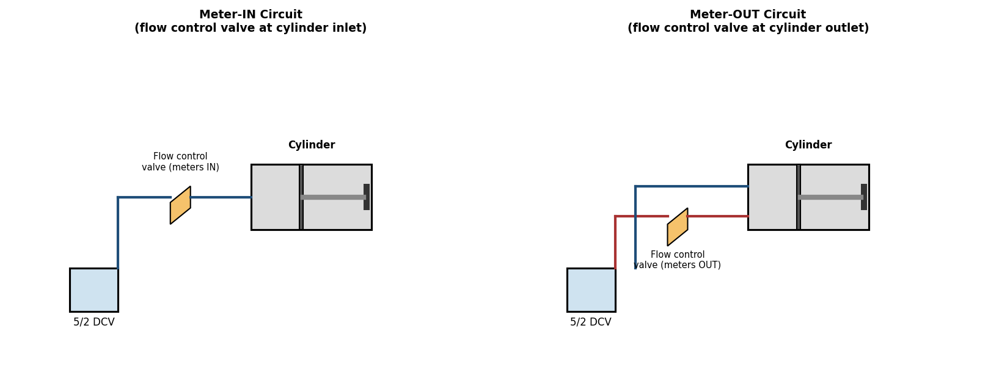 Meter-IN Circuit
(flow control valve at cylinder inlet)
Cylinder
Flow control
valve (meters IN)
5/2 DCV
Meter-OUT Circuit
(flow control valve at cylinder outlet)
Cylinder
Flow control
valve (meters OUT)
5/2 DCV